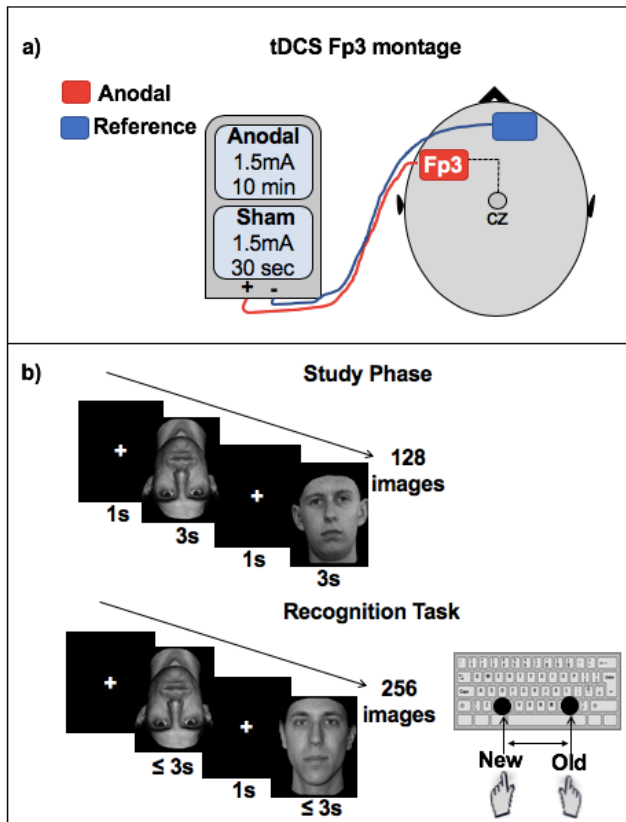 a)
tDCS Fp3 montage
Anodal
Reference
Anodal
1.5mA
10 min
Sham
1.5mA
30 sec
+ -
Fp3
CZ
b)
Study Phase
128
images
1s
3s
1s
3s
Recognition Task
256
images
≤ 3s
1s
≤ 3s
New
Old